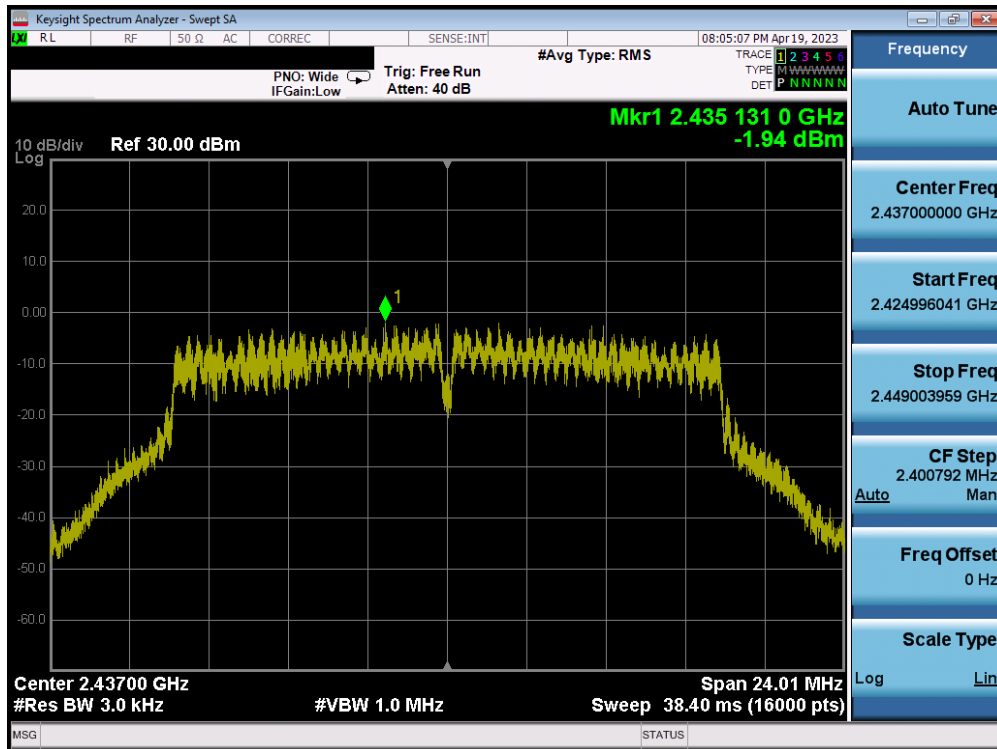 Keysight Spectrum Analyzer - Swept SA
LXI RL RF 50 Ω AC CORREC SENSE:INT 08:05:07 PM Apr 19, 2023
PNO: Wide
IFGain:Low
Trig: Free Run
Atten: 40 dB
#Avg Type: RMS
TRACE 1 2 3 4 5 6
TYPE M WWWWW
DET P N N N N N
Mkr1 2.435 131 0 GHz
-1.94 dBm
10 dB/div Ref 30.00 dBm
Log
20.0
10.0
0.00
-10.0
-20.0
-30.0
-40.0
-50.0
-60.0
1
Center 2.43700 GHz Span 24.01 MHz
#Res BW 3.0 kHz #VBW 1.0 MHz Sweep 38.40 ms (16000 pts)
MSG STATUS
Frequency
Auto Tune
Center Freq
2.437000000 GHz
Start Freq
2.424996041 GHz
Stop Freq
2.449003959 GHz
CF Step
2.400792 MHz
Auto Man
Freq Offset
0 Hz
Scale Type
Log Lin